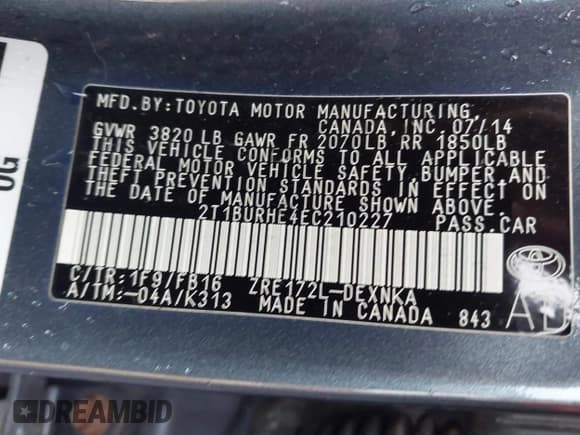 OG
MFD. BY: TOYOTA MOTOR MANUFACTURING,
CANADA, INC. 07/14
GVWR 3820 LB GAWR FR 2070LB RR 1850LB
THIS VEHICLE CONFORMS TO ALL APPLICABLE
FEDERAL MOTOR VEHICLE SAFETY, BUMPER, AND
THEFT PREVENTION STANDARDS IN EFFECT ON
THE DATE OF MANUFACTURE SHOWN ABOVE.
2T1BURHE4EC210227 PASS. CAR
C/TR: 1F9/FB16 ZRE172L-DEXNKA
A/TM: -04A/K313 MADE IN CANADA 843
DREAMBID